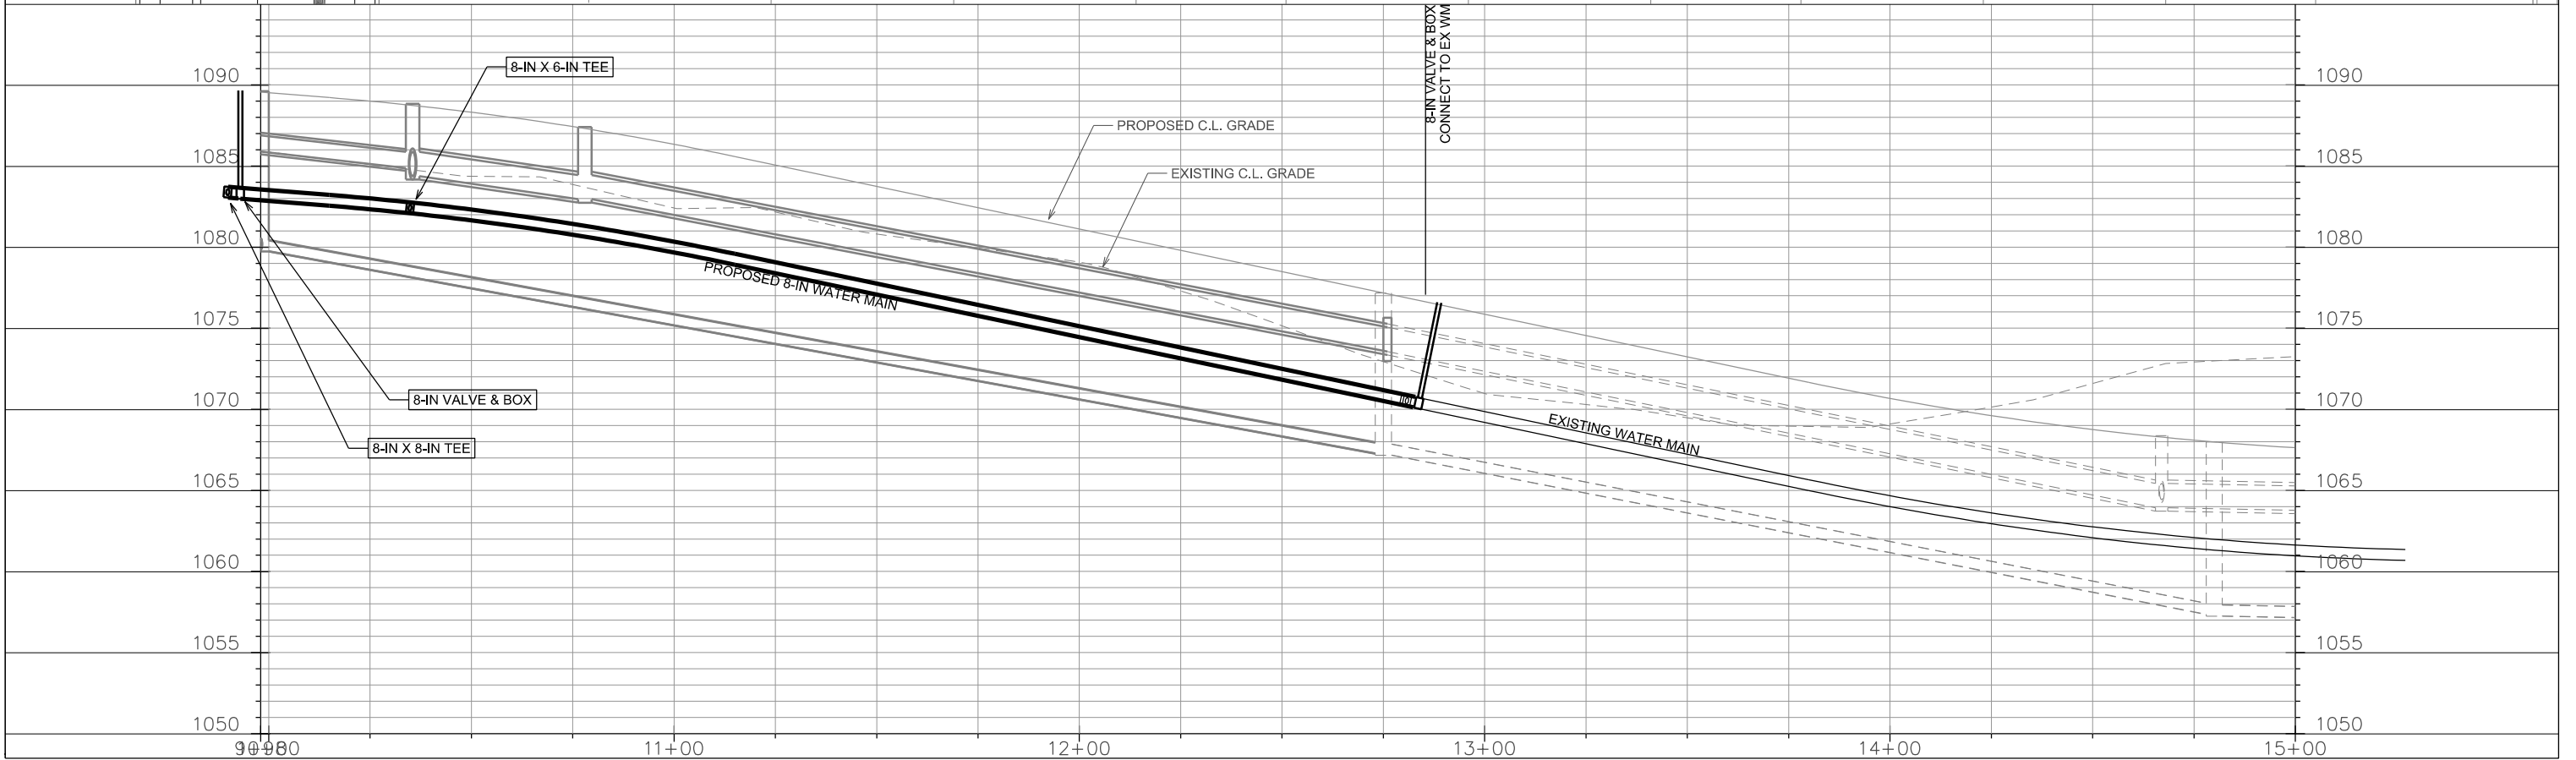 8-IN VALVE & BOX
CONNECT TO EX WM
8-IN X 6-IN TEE
1090
1090
PROPOSED C.L. GRADE
1085
EXISTING C.L. GRADE
1085
1080
1080
PROPOSED 8-IN WATER MAIN
1075
1075
8-IN VALVE & BOX
1070
1070
EXISTING WATER MAIN
8-IN X 8-IN TEE
1065
1065
1060
1060
1055
1055
1050
1050
11+00
12+00
13+00
14+00
15+00